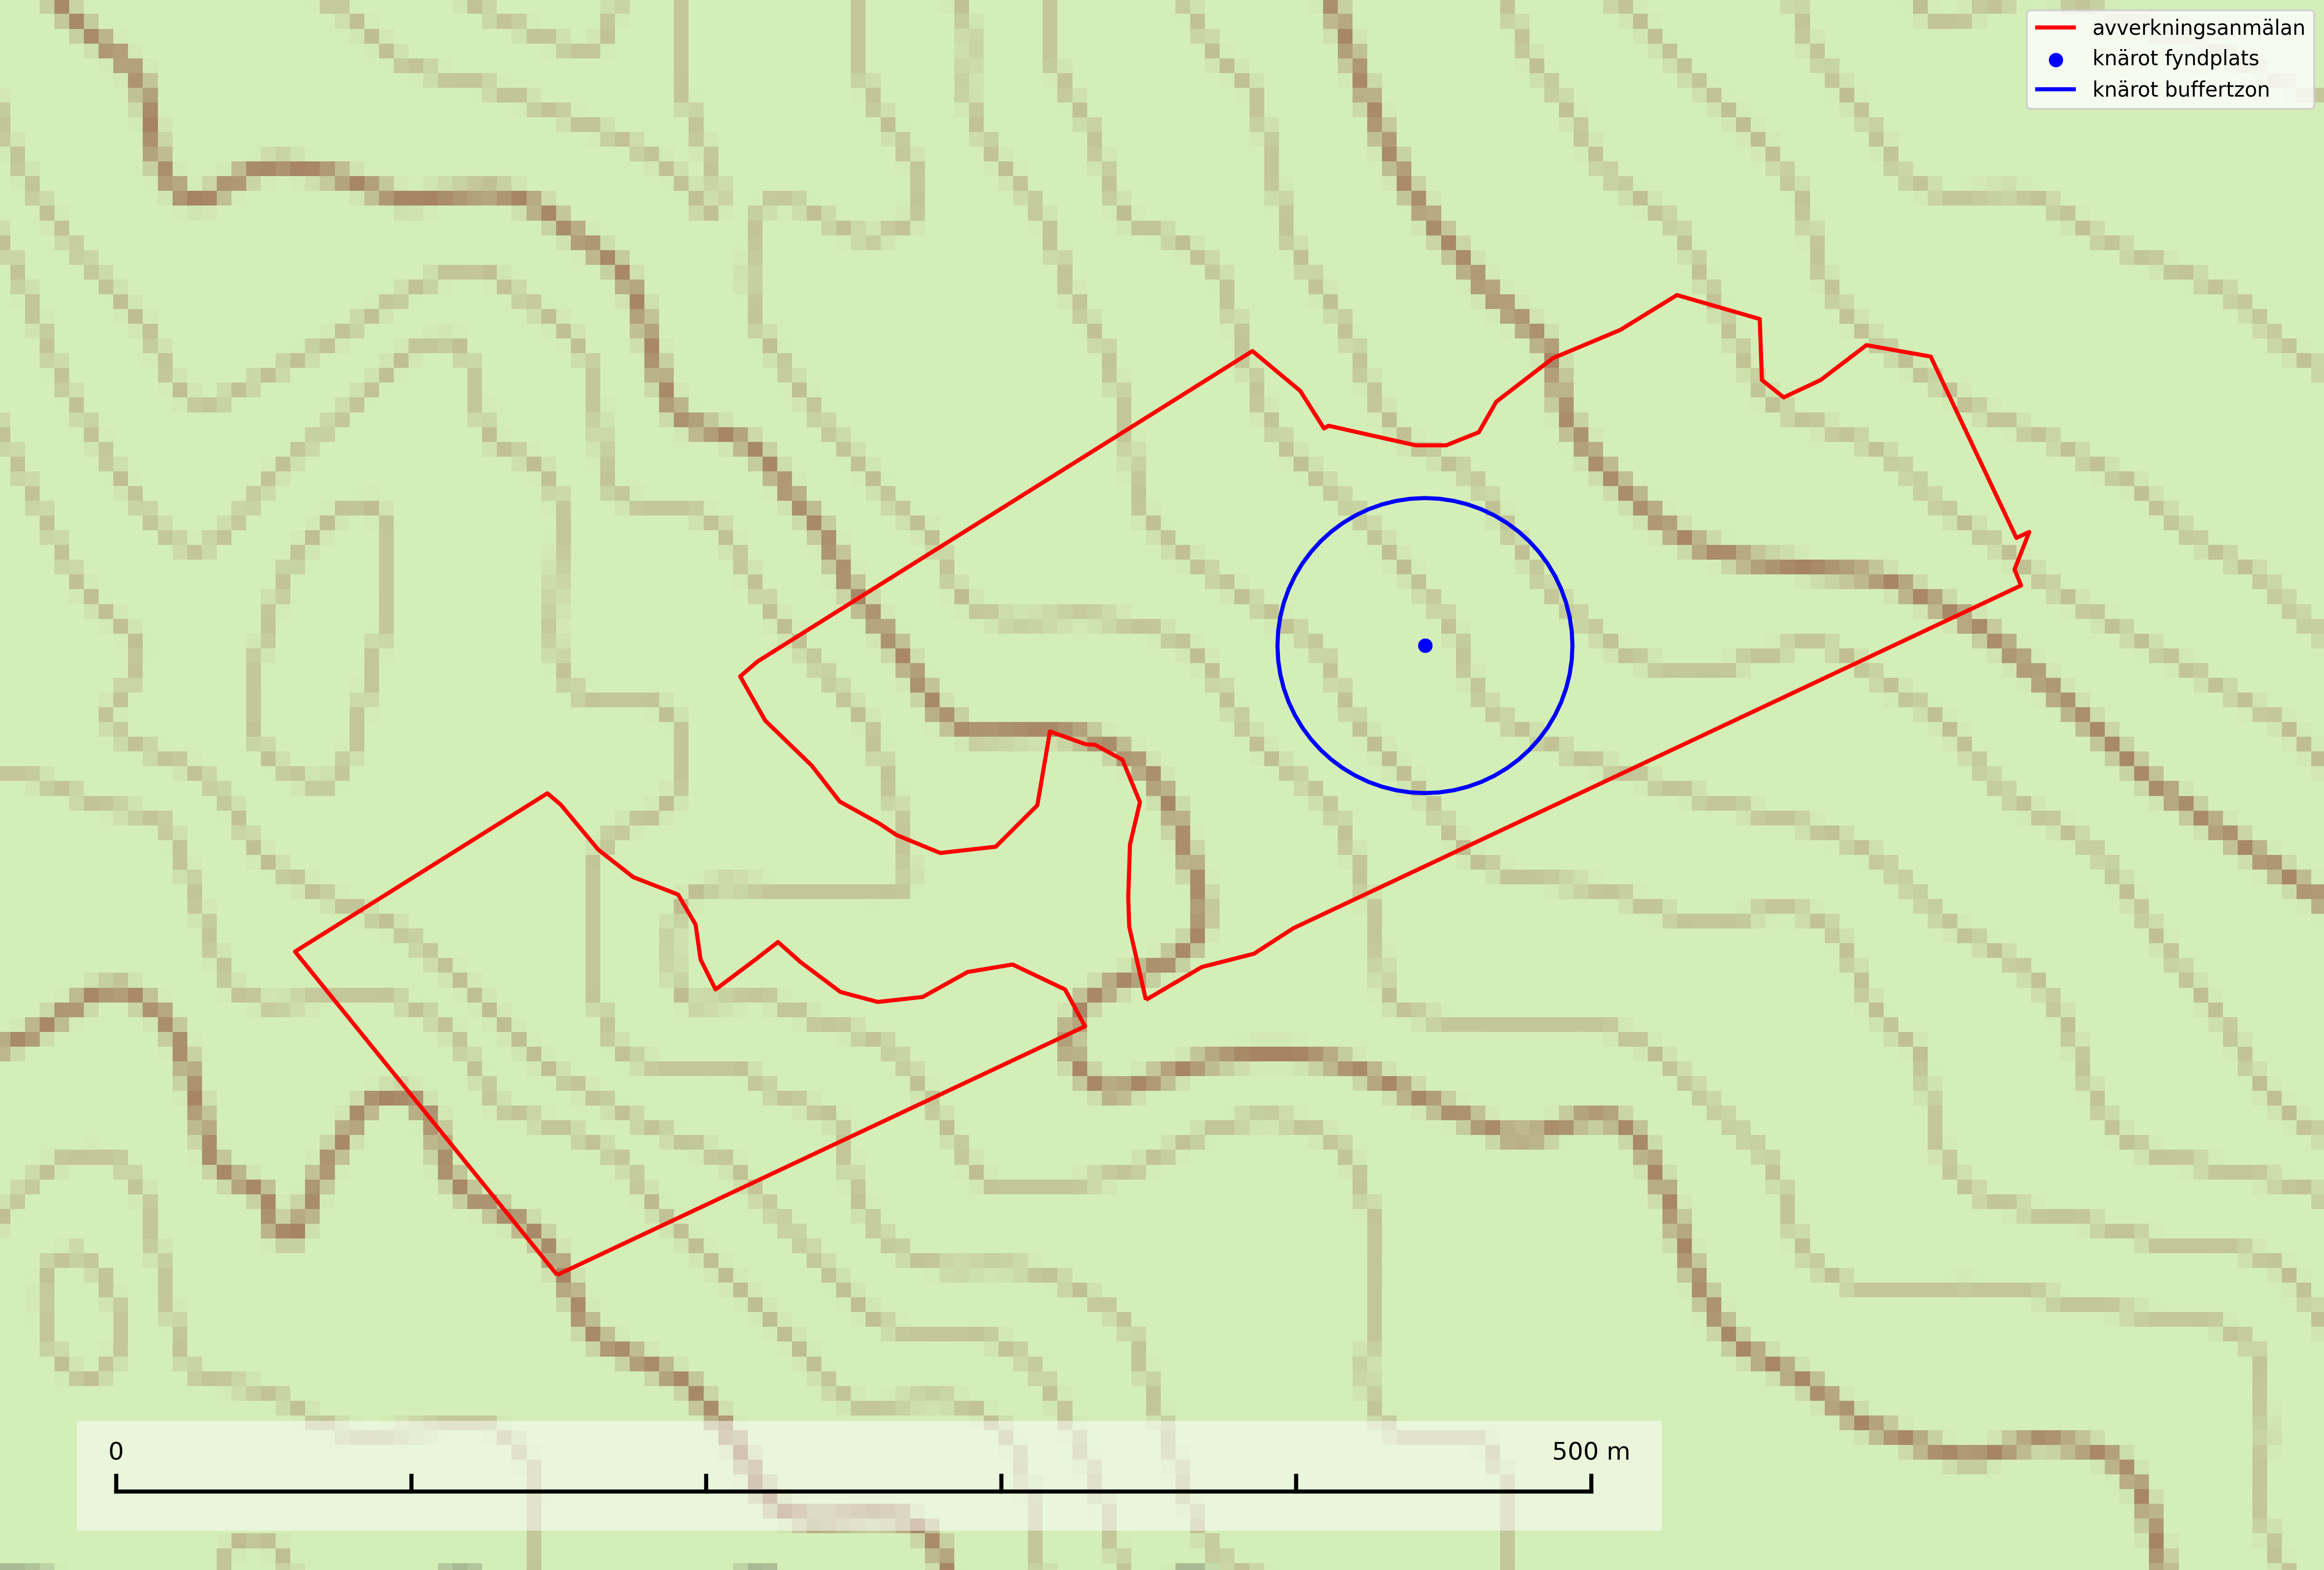 avverkningsanmälan
knärot fyndplats
knärot buffertzon
0 500 m